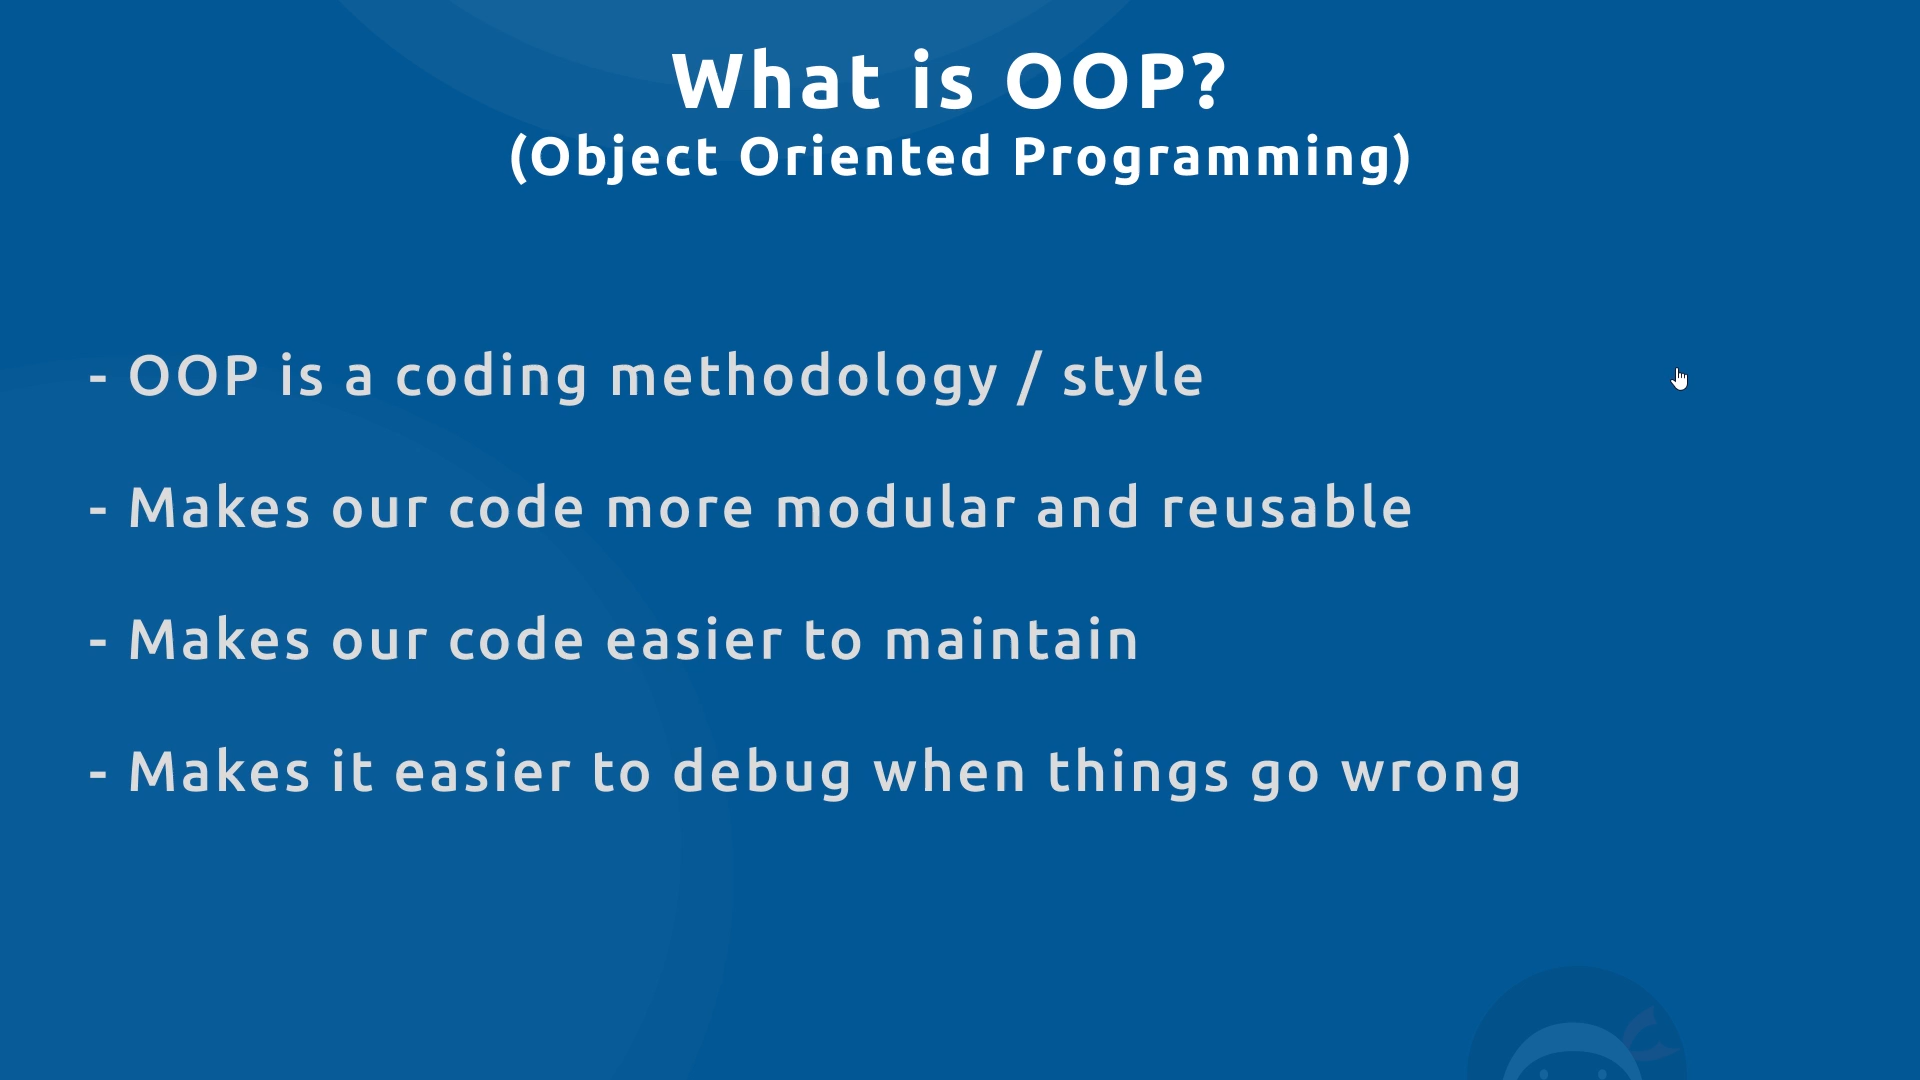 What is OOP?
(Object Oriented Programming)
- OOP is a coding methodology / style
- Makes our code more modular and reusable
- Makes our code easier to maintain
- Makes it easier to debug when things go wrong